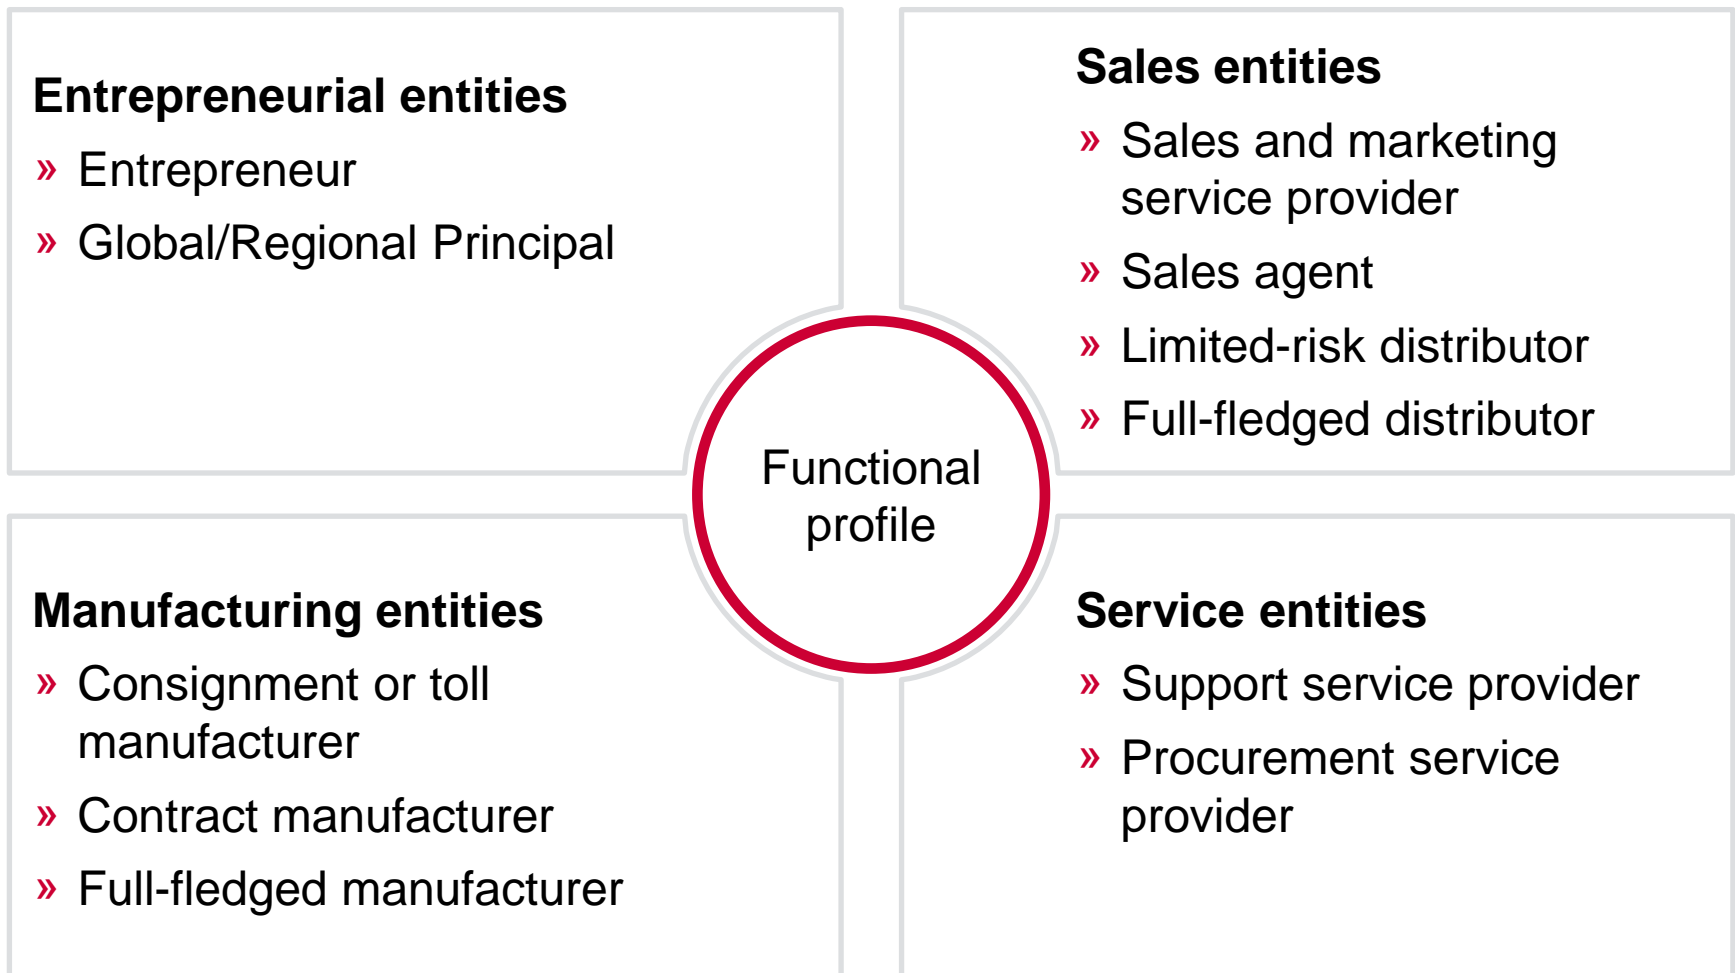 Entrepreneurial entities
» Entrepreneur
» Global/Regional Principal
Sales entities
» Sales and marketing
service provider
» Sales agent
» Limited-risk distributor
» Full-fledged distributor
Functional
profile
Manufacturing entities
» Consignment or toll
manufacturer
» Contract manufacturer
» Full-fledged manufacturer
Service entities
» Support service provider
» Procurement service
provider